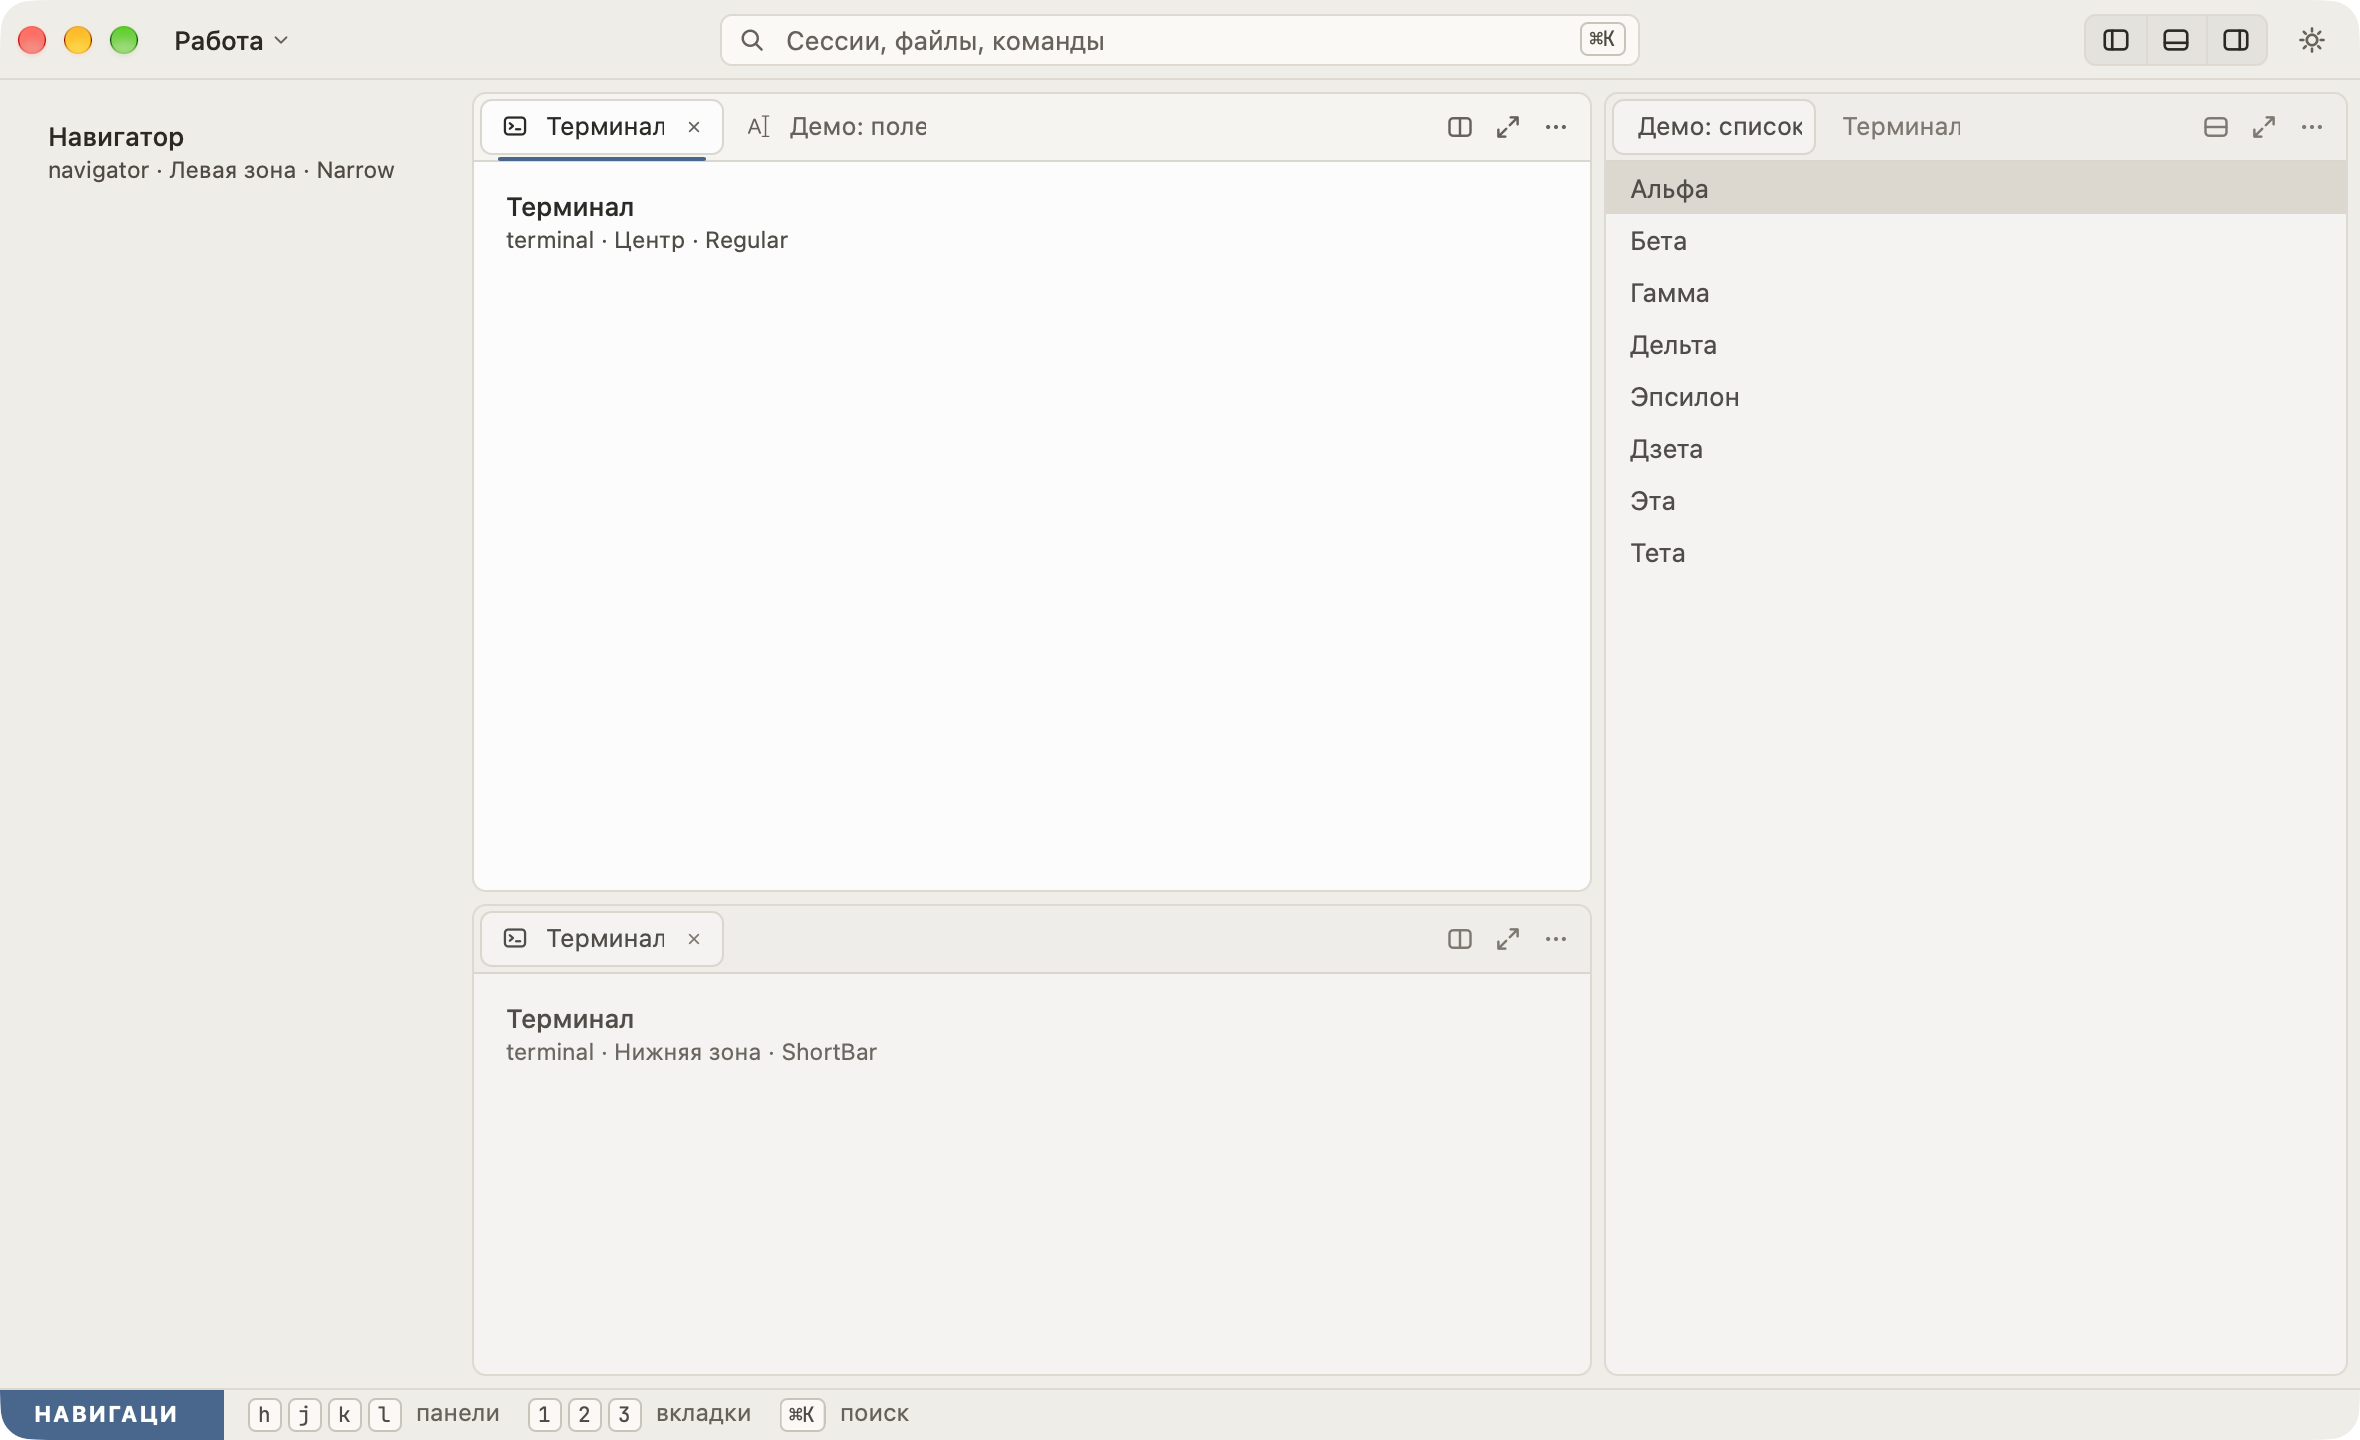 Работа
Сессии, файлы, команды
⌘K
Навигатор
navigator · Левая зона · Narrow
Терминал
Демо: поле
Терминал
terminal · Центр · Regular
Терминал
Терминал
terminal · Нижняя зона · ShortBar
Демо: список
Терминал
Альфа
Бета
Гамма
Дельта
Эпсилон
Дзета
Эта
Тета
НАВИГАЦИ
h j k l панели 1 2 3 вкладки ⌘K поиск